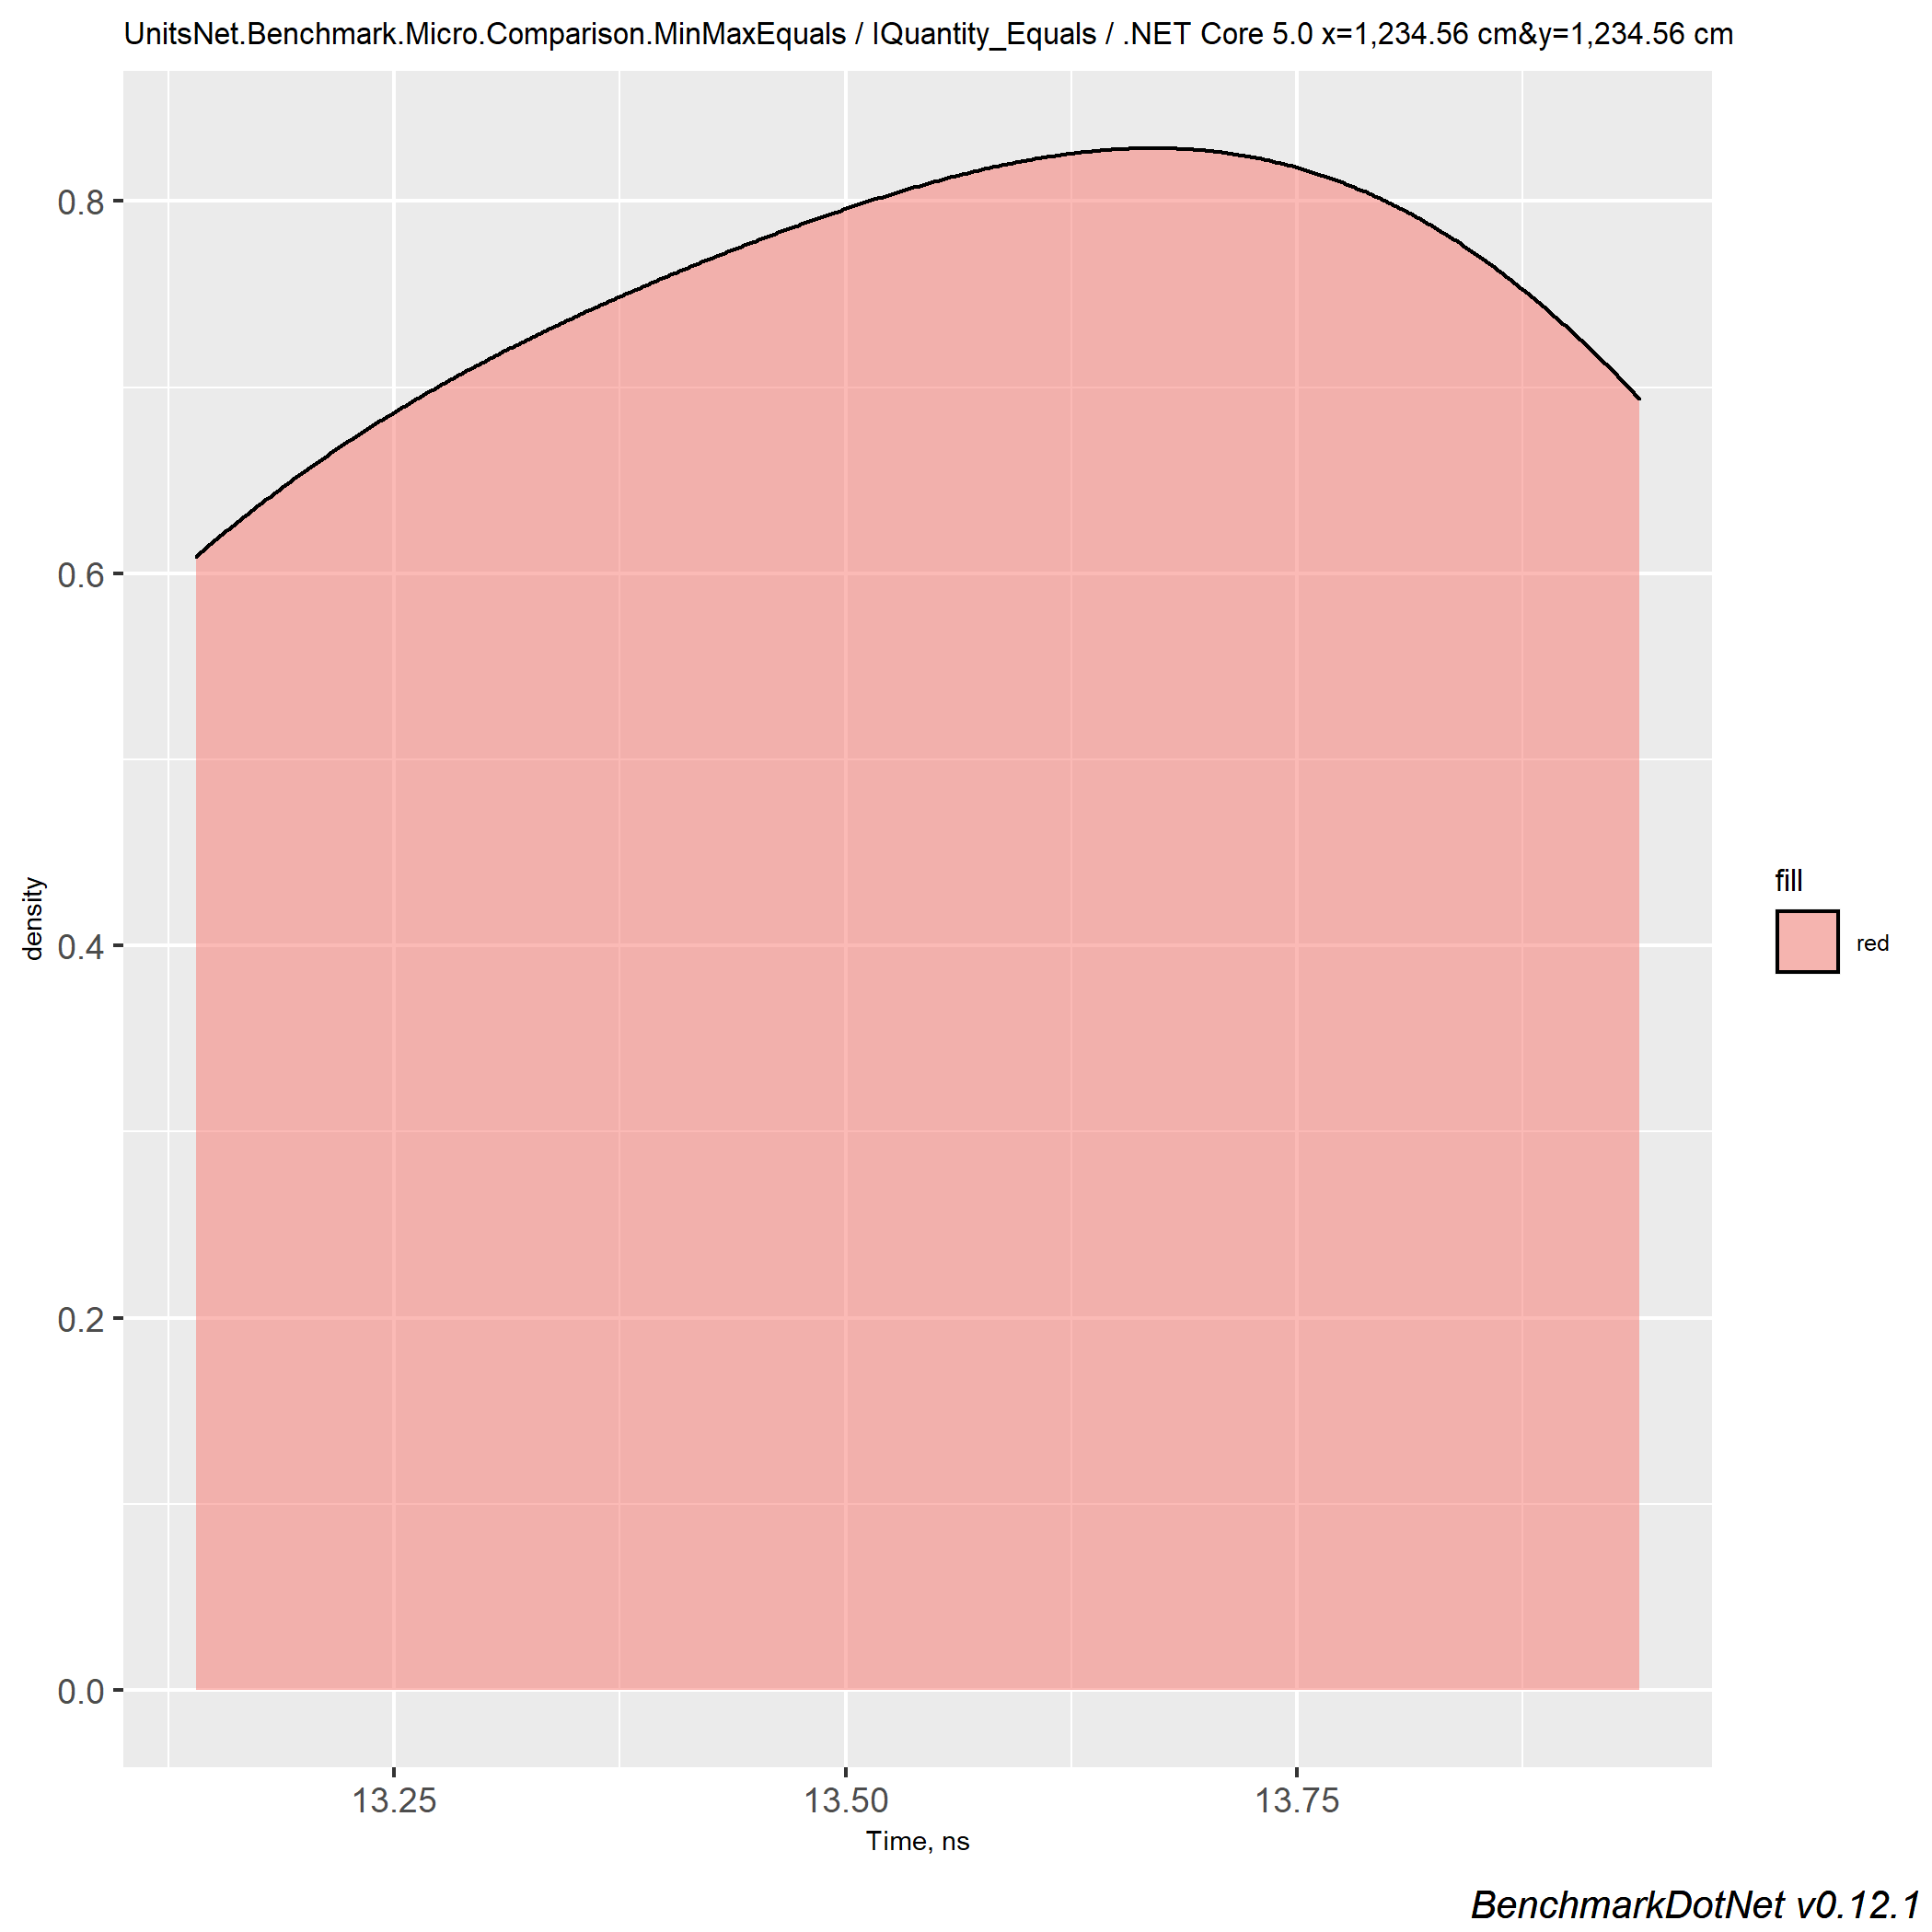 UnitsNet.Benchmark.Micro.Comparison.MinMaxEquals / IQuantity_Equals / .NET Core 5.0 x=1,234.56 cm&y=1,234.56 cm
0.8
0.6
0.4
0.2
0.0
density
13.25 13.50 13.75
Time, ns
fill
red
BenchmarkDotNet v0.12.1